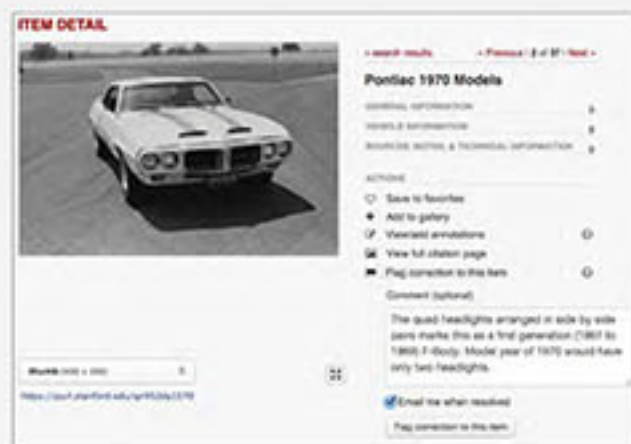 ITEM DETAIL
« search results « Previous | 2 of 37 | Next »
Pontiac 1970 Models
GENERAL INFORMATION
VEHICLE INFORMATION
SOURCES, NOTES, & TECHNICAL INFORMATION
ACTIONS
Save to favorites
Add to gallery
View/add annotations
View full citation page
Flag correction to this item
Comment (optional)
The quad headlights arranged in side by side
pairs marks this as a first generation (1967 to
1969) F-Body. Model year of 1970 would have
only two headlights.
Thumb
Email me when resolved
Flag correction to this item